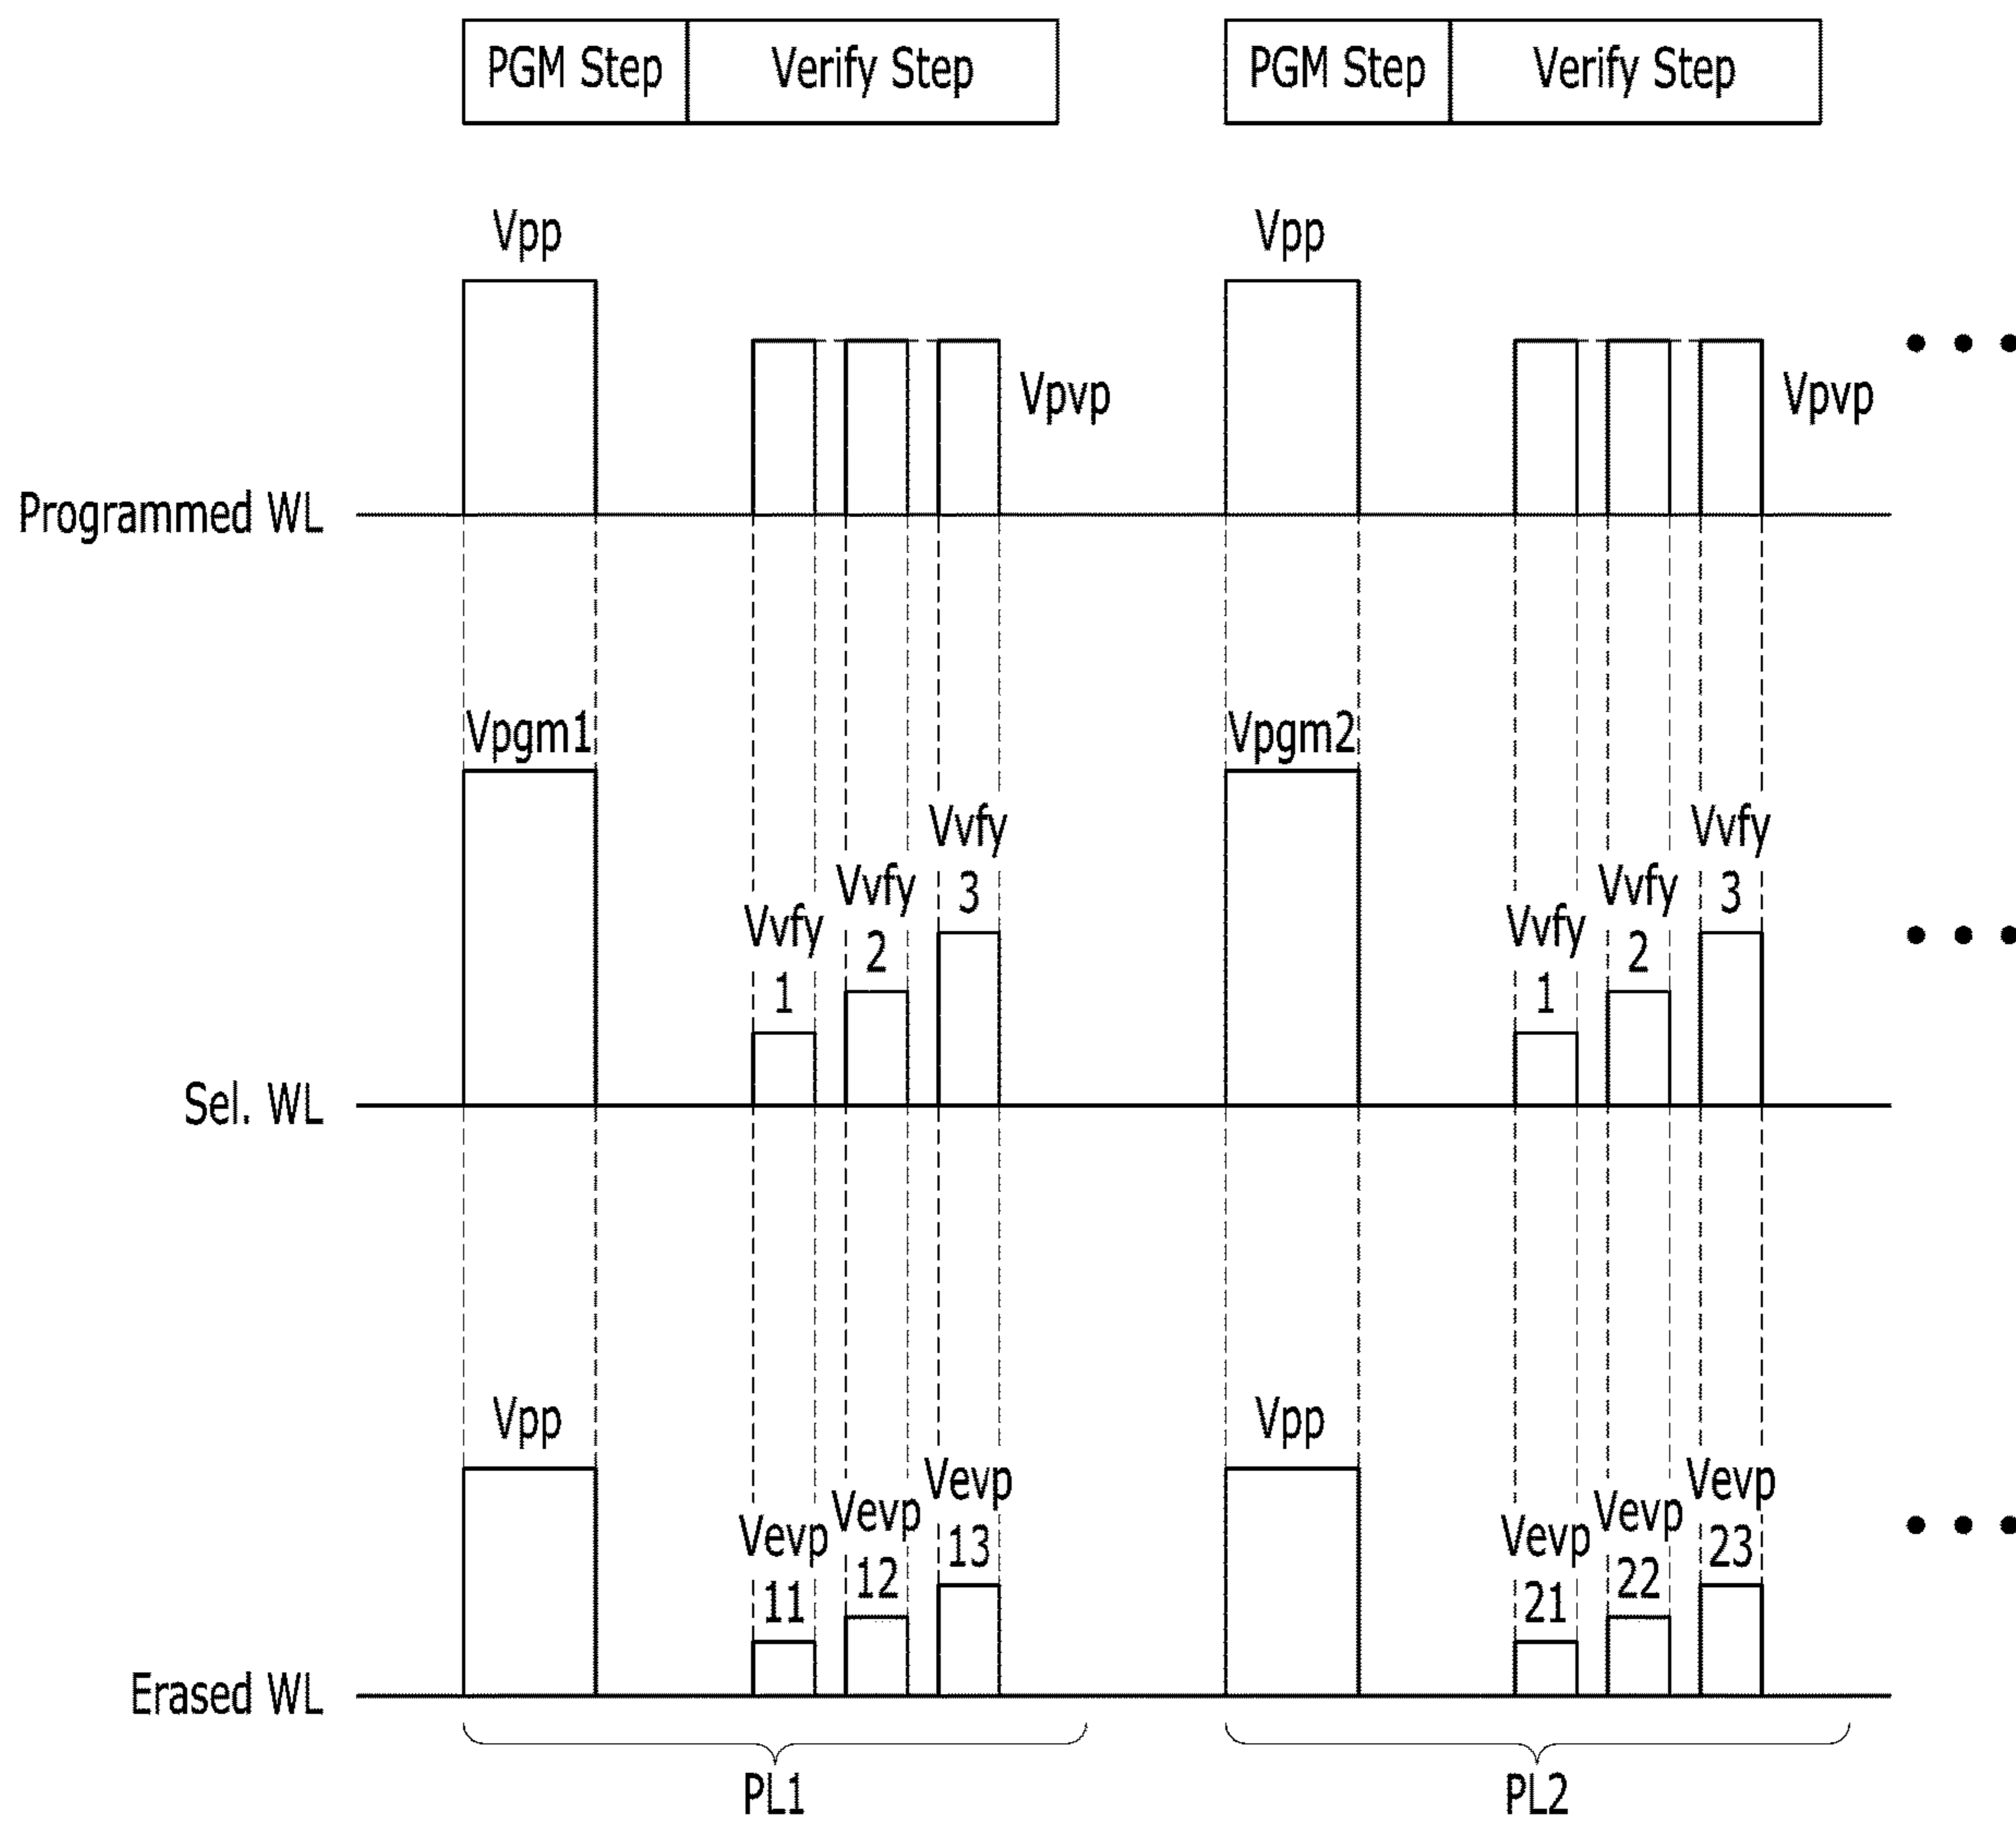 PGM Step Verify Step PGM Step Verify Step
Vpp Vpp
Vpvp Vpvp
Programmed WL
Vpgm1 Vpgm2
Vvfy
3
Vvfy
2
Vvfy
1
Vvfy
3
Vvfy
2
Vvfy
1
Sel. WL
Vpp Vpp
Vevp
11
Vevp
12
Vevp
13
Vevp
21
Vevp
22
Vevp
23
Erased WL
PL1 PL2